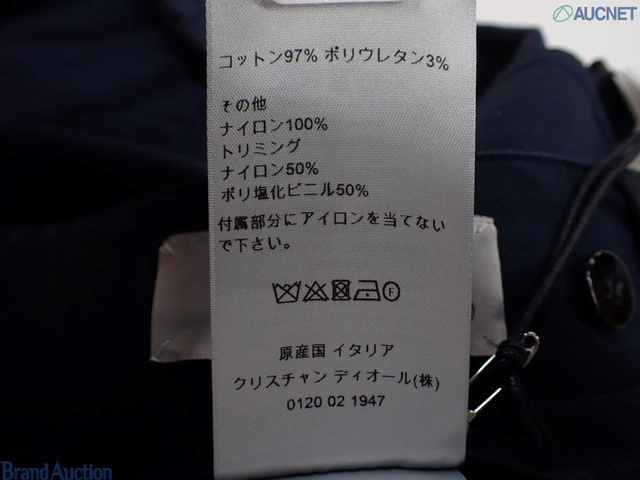 AUCNET
コットン97% ポリウレタン3%
その他
ナイロン100%
トリミング
ナイロン50%
ポリ塩化ビニル50%
付属部分にアイロンを当てない
で下さい。
F
原産国 イタリア
クリスチャン ディオール(株)
0120 02 1947
Brand Auction